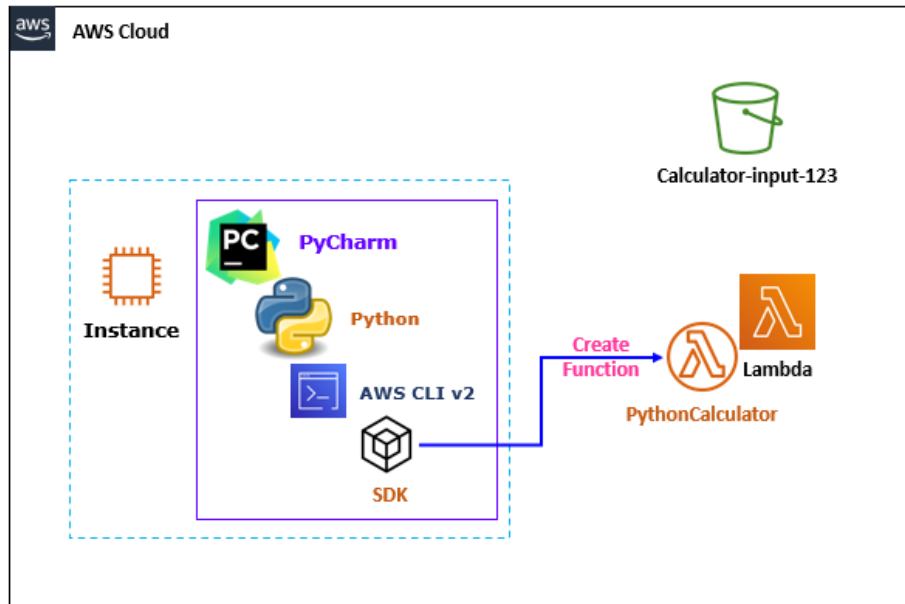 aws
AWS Cloud
Calculator-input-123
PC
PyCharm
Instance
Python
AWS CLI v2
SDK
Create
Function
Lambda
PythonCalculator